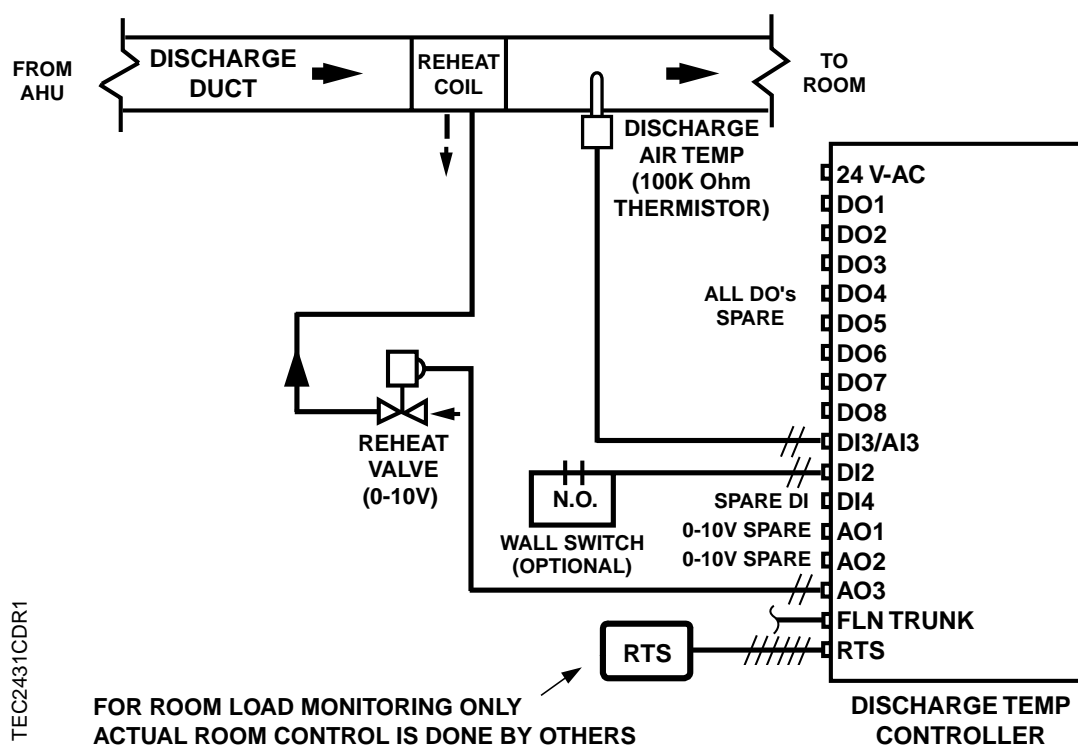 FROM
AHU
DISCHARGE
DUCT
REHEAT
COIL
TO
ROOM
DISCHARGE
AIR TEMP
(100K Ohm
THERMISTOR)
24 V-AC
DO1
DO2
DO3
ALL DO's
SPARE
DO4
DO5
DO6
DO7
DO8
DI3/AI3
REHEAT
VALVE
(0-10V)
N.O.
WALL SWITCH
(OPTIONAL)
DI2
SPARE DI
DI4
0-10V SPARE
AO1
0-10V SPARE
AO2
AO3
FLN TRUNK
RTS
RTS
FOR ROOM LOAD MONITORING ONLY
ACTUAL ROOM CONTROL IS DONE BY OTHERS
DISCHARGE TEMP
CONTROLLER
TEC2431CDR1